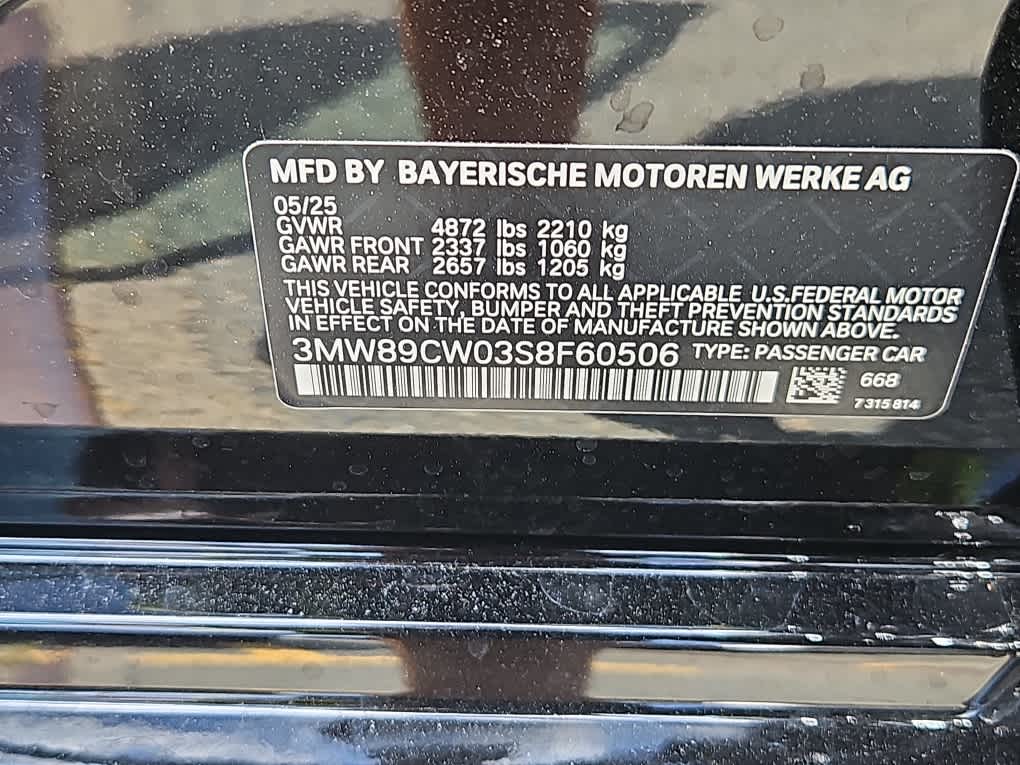 MFD BY BAYERISCHE MOTOREN WERKE AG
05/25
GVWR 4872 lbs 2210 kg
GAWR FRONT 2337 lbs 1060 kg
GAWR REAR 2657 lbs 1205 kg
THIS VEHICLE CONFORMS TO ALL APPLICABLE U.S.FEDERAL MOTOR
VEHICLE SAFETY, BUMPER AND THEFT PREVENTION STANDARDS
IN EFFECT ON THE DATE OF MANUFACTURE SHOWN ABOVE.
3MW89CW03S8F60506 TYPE: PASSENGER CAR
668
7 315 814